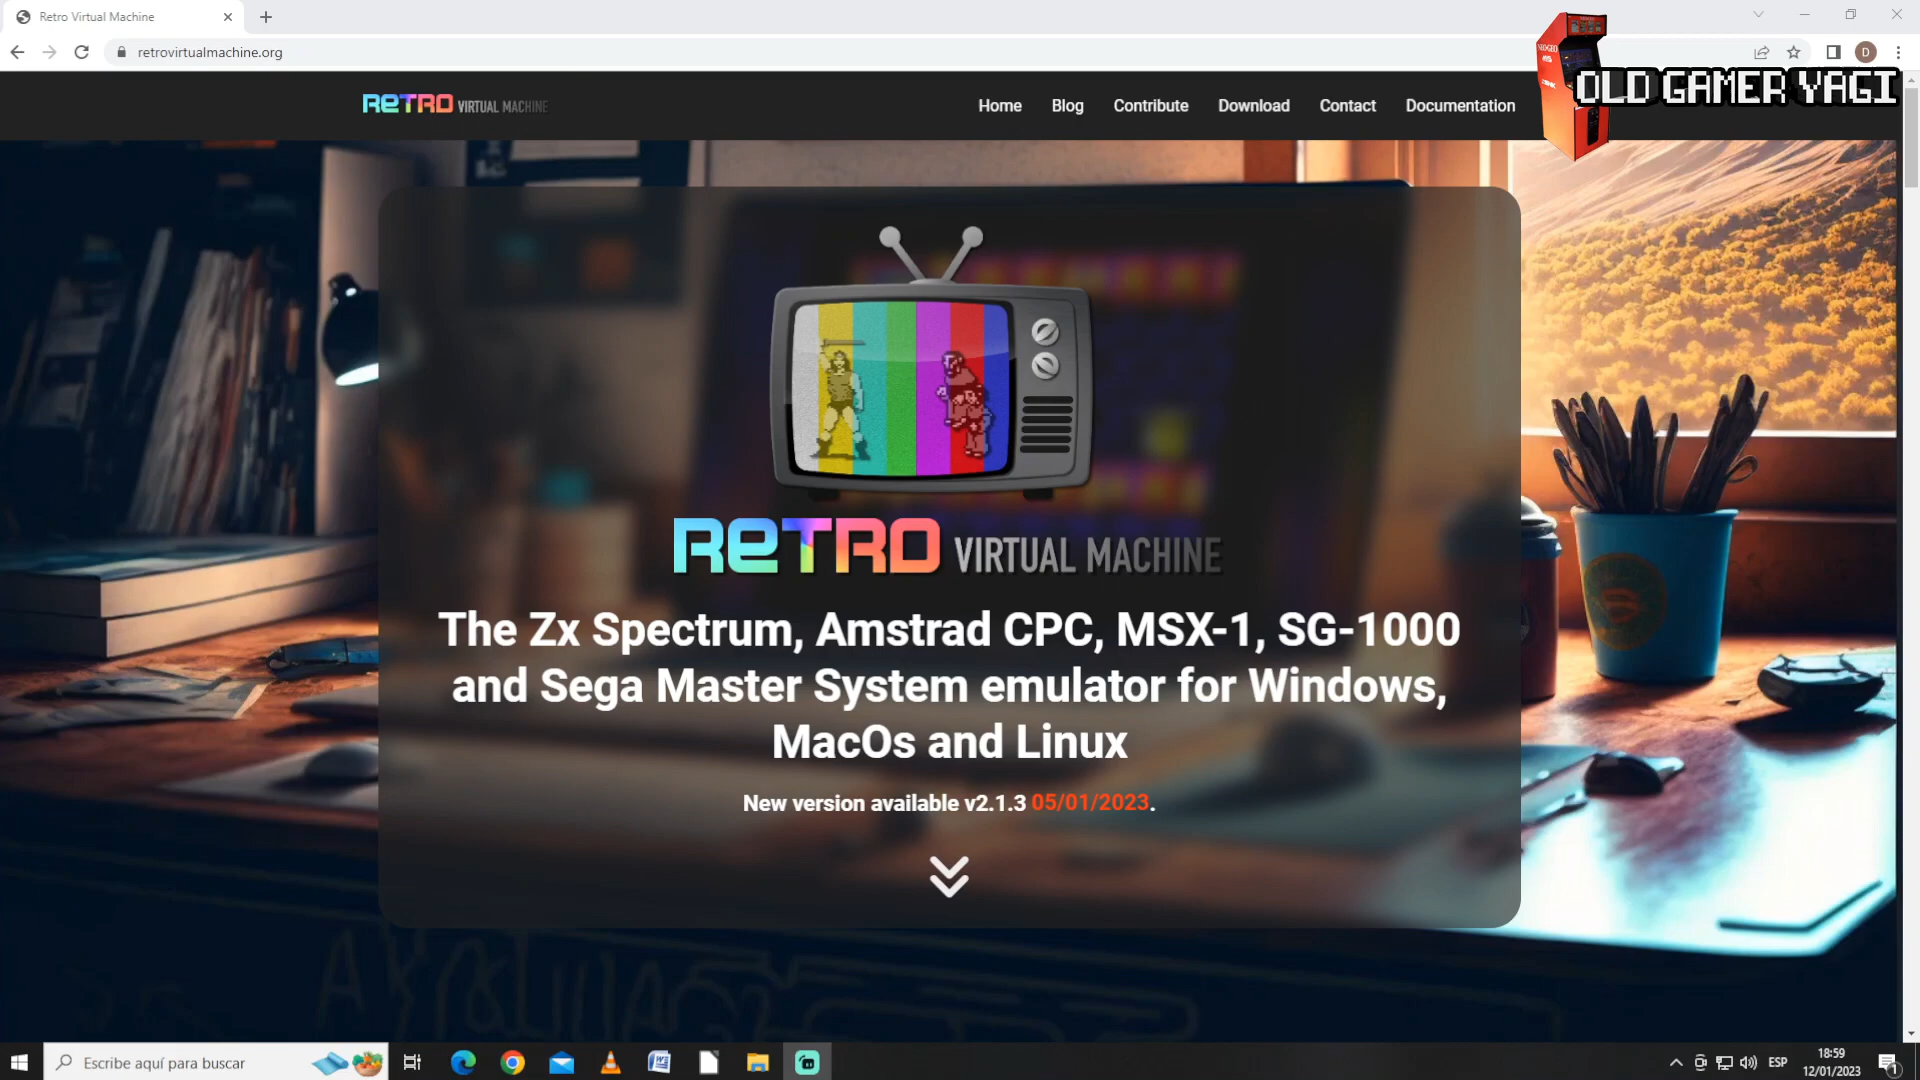 Retro Virtual Machine
retrovirtualmachine.org
D
OLD GAMER YAGI
RETRO VIRTUAL MACHINE
Home
Blog
Contribute
Download
Contact
Documentation
RETRO VIRTUAL MACHINE
The Zx Spectrum, Amstrad CPC, MSX-1, SG-1000
and Sega Master System emulator for Windows,
MacOs and Linux
New version available v2.1.3 05/01/2023.
Escribe aquí para buscar
ESP
18:59
12/01/2023
1